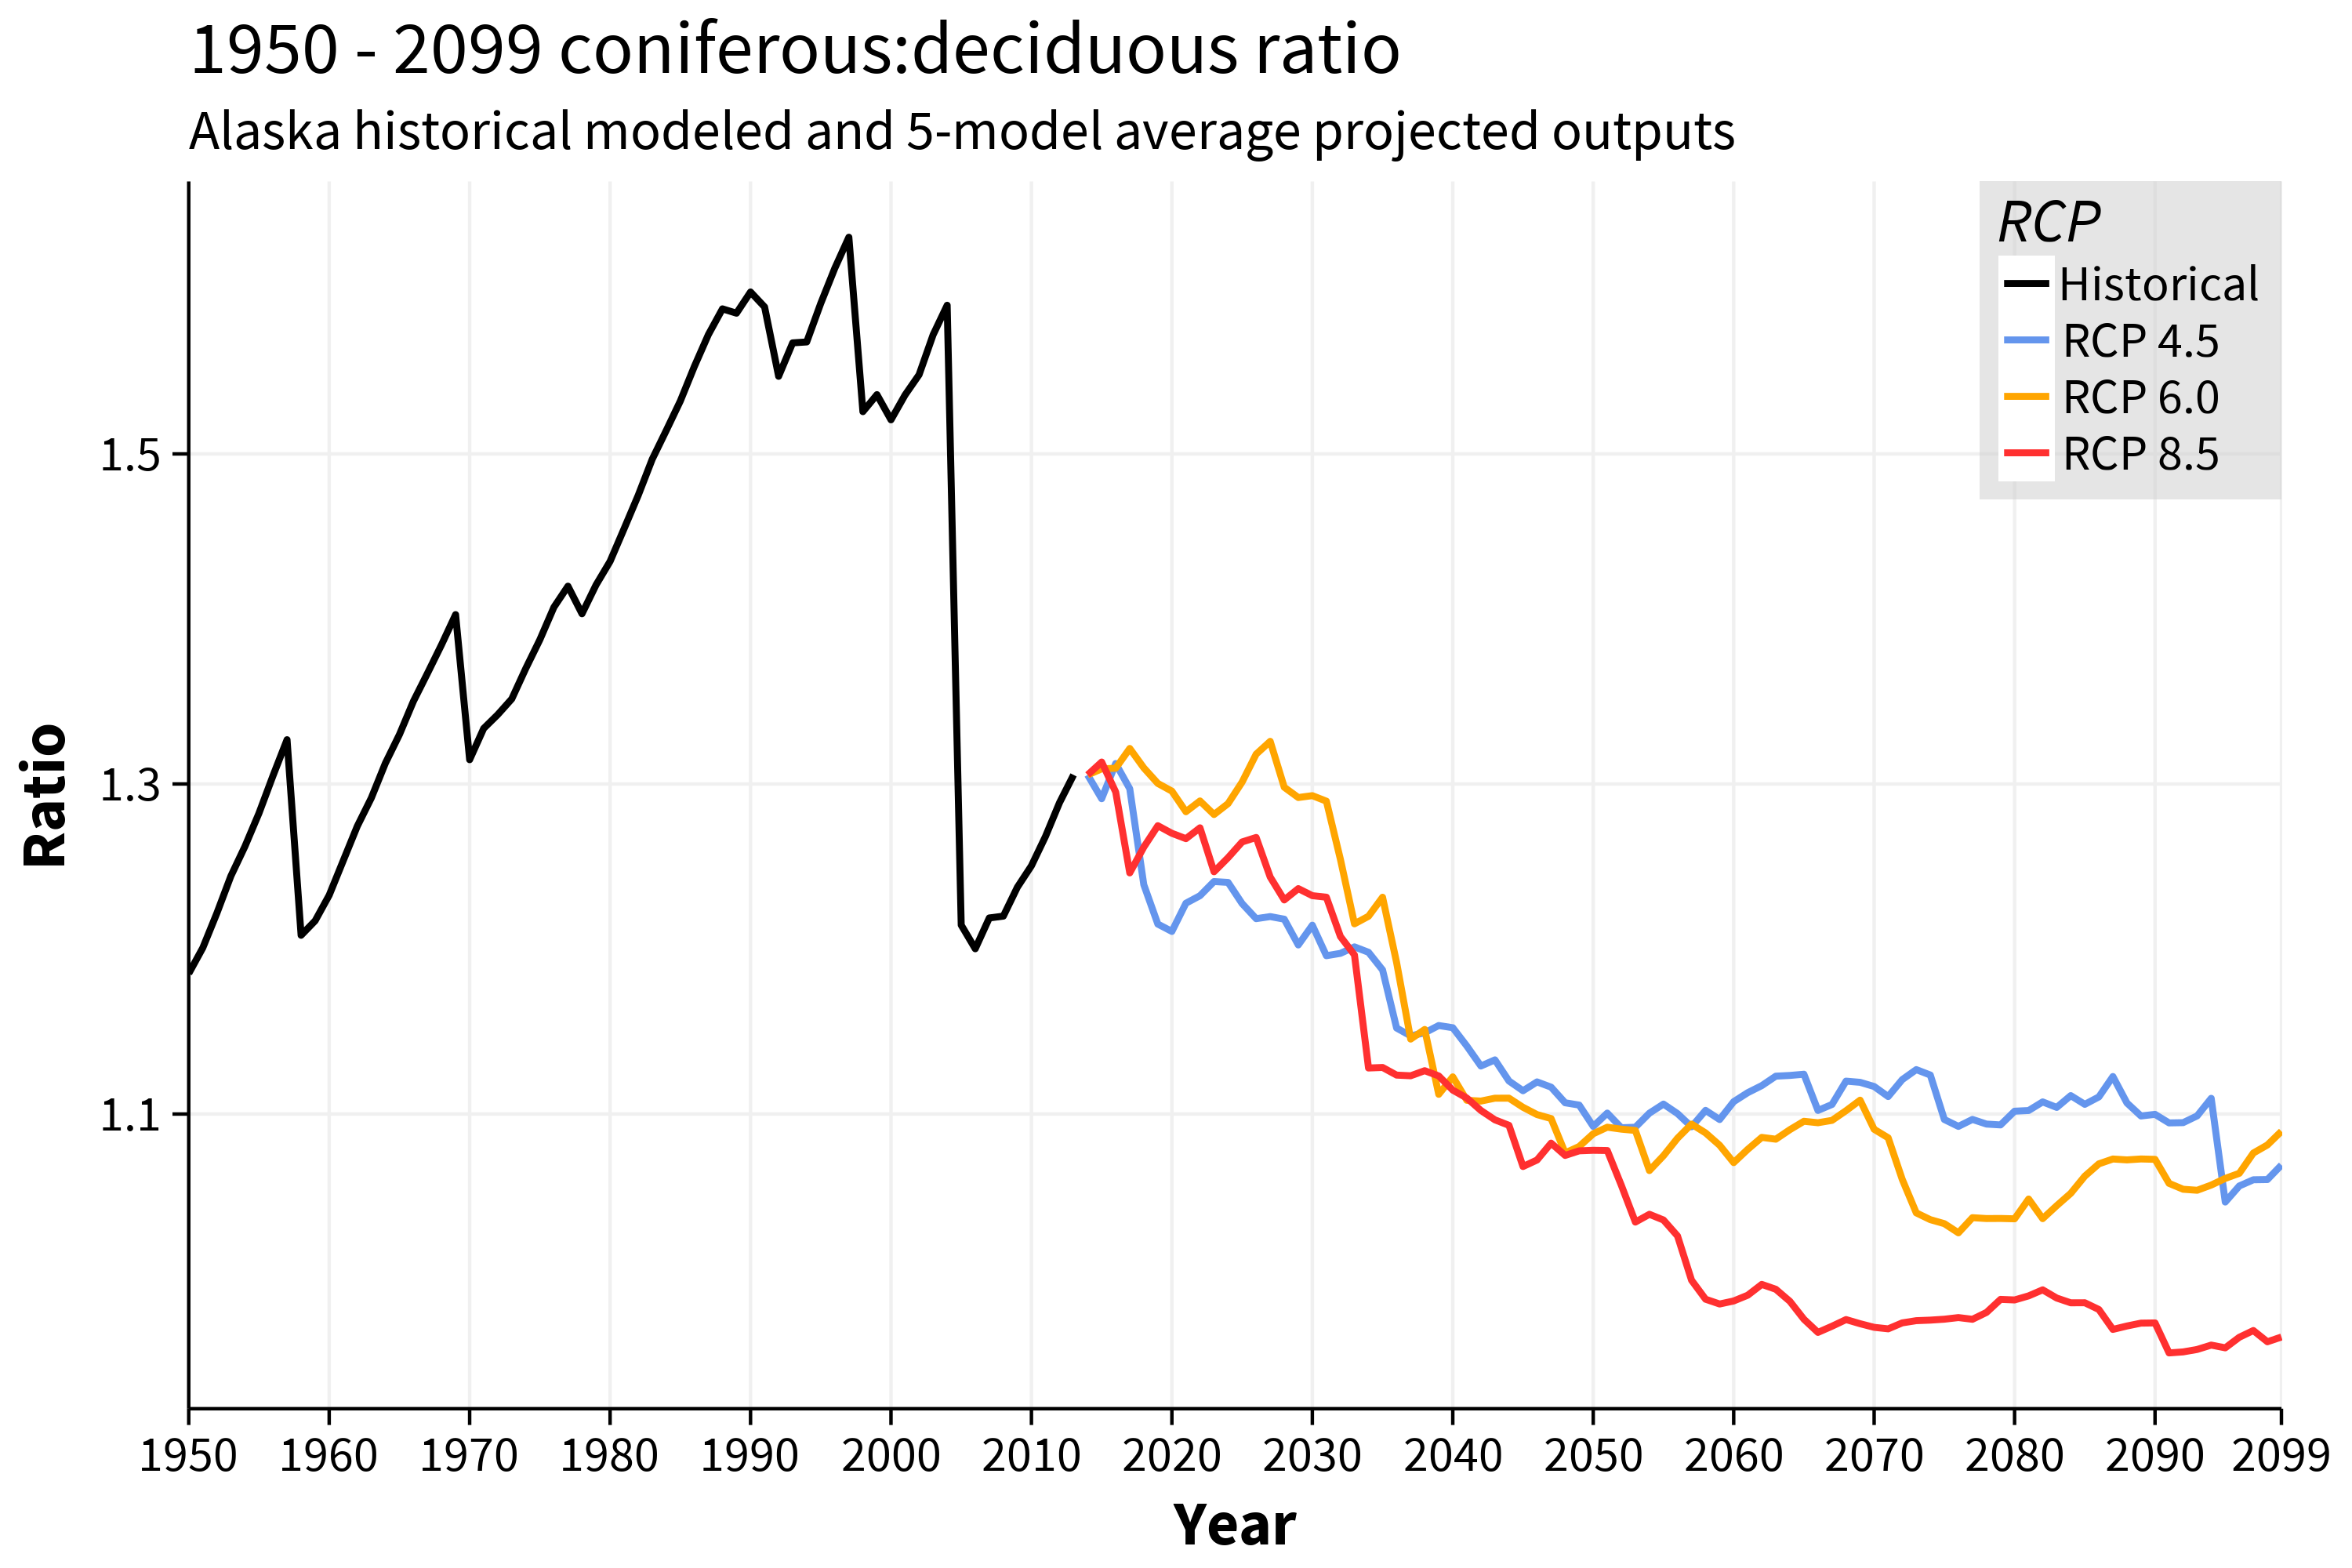 1950 - 2099 coniferous:deciduous ratio
Alaska historical modeled and 5-model average projected outputs
RCP
Historical
RCP 4.5
RCP 6.0
RCP 8.5
1.5
1.3
1.1
Ratio
1950 1960 1970 1980 1990 2000 2010 2020 2030 2040 2050 2060 2070 2080 2090 2099
Year